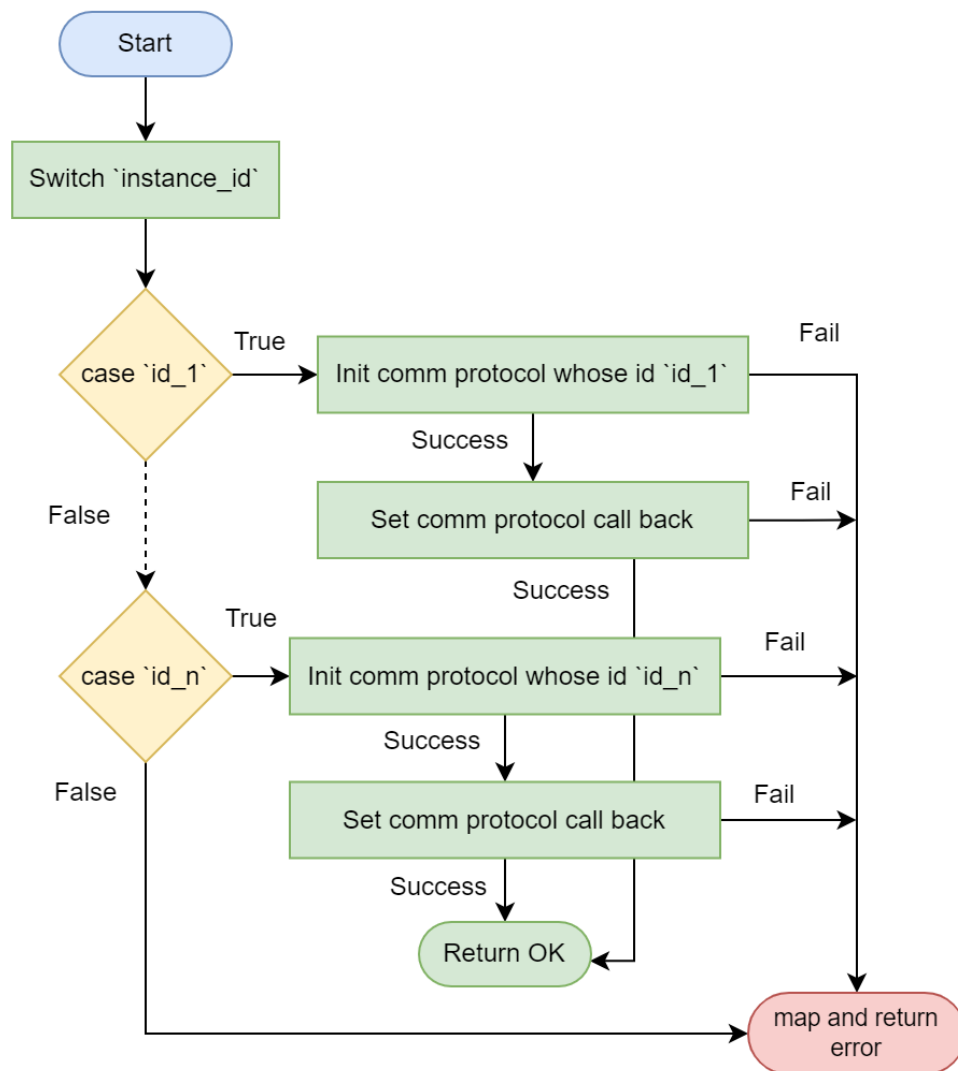 Start
Switch `instance_id`
case `id_1`
True
Init comm protocol whose id `id_1`
Fail
Success
False
Set comm protocol call back
Fail
Success
case `id_n`
True
Init comm protocol whose id `id_n`
Fail
Success
False
Set comm protocol call back
Fail
Success
Return OK
map and return
error